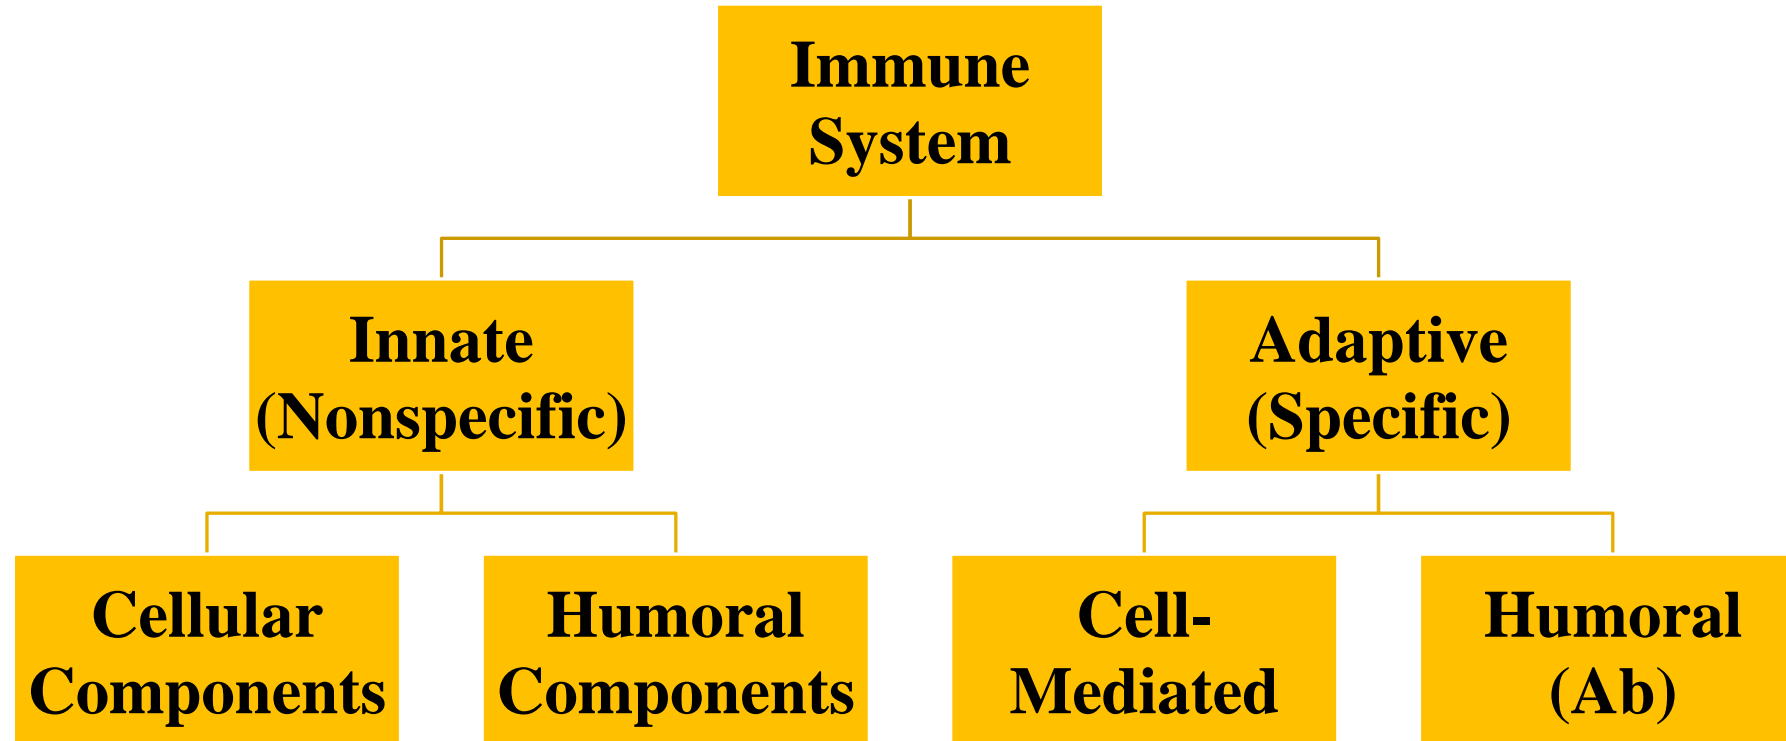 Immune
System
Innate
(Nonspecific)
Adaptive
(Specific)
Cellular
Components
Humoral
Components
Cell-
Mediated
Humoral
(Ab)